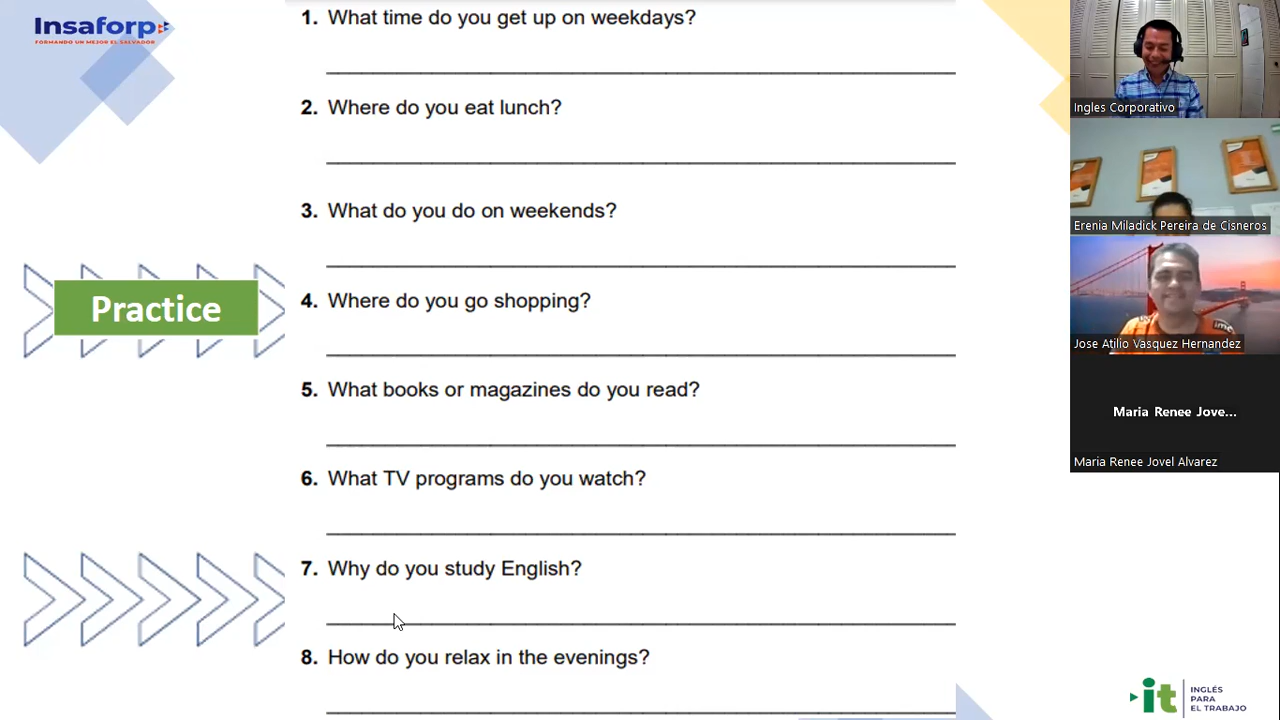 Insaforp
FORMANDO UN MEJOR EL SALVADOR
Practice
1. What time do you get up on weekdays?
2. Where do you eat lunch?
3. What do you do on weekends?
4. Where do you go shopping?
5. What books or magazines do you read?
6. What TV programs do you watch?
7. Why do you study English?
8. How do you relax in the evenings?
Ingles Corporativo
Erenia Miladick Pereira de Cisneros
imc
Jose Atilio Vasquez Hernandez
Maria Renee Jove...
Maria Renee Jovel Alvarez
it
INGLÉS
PARA
EL TRABAJO